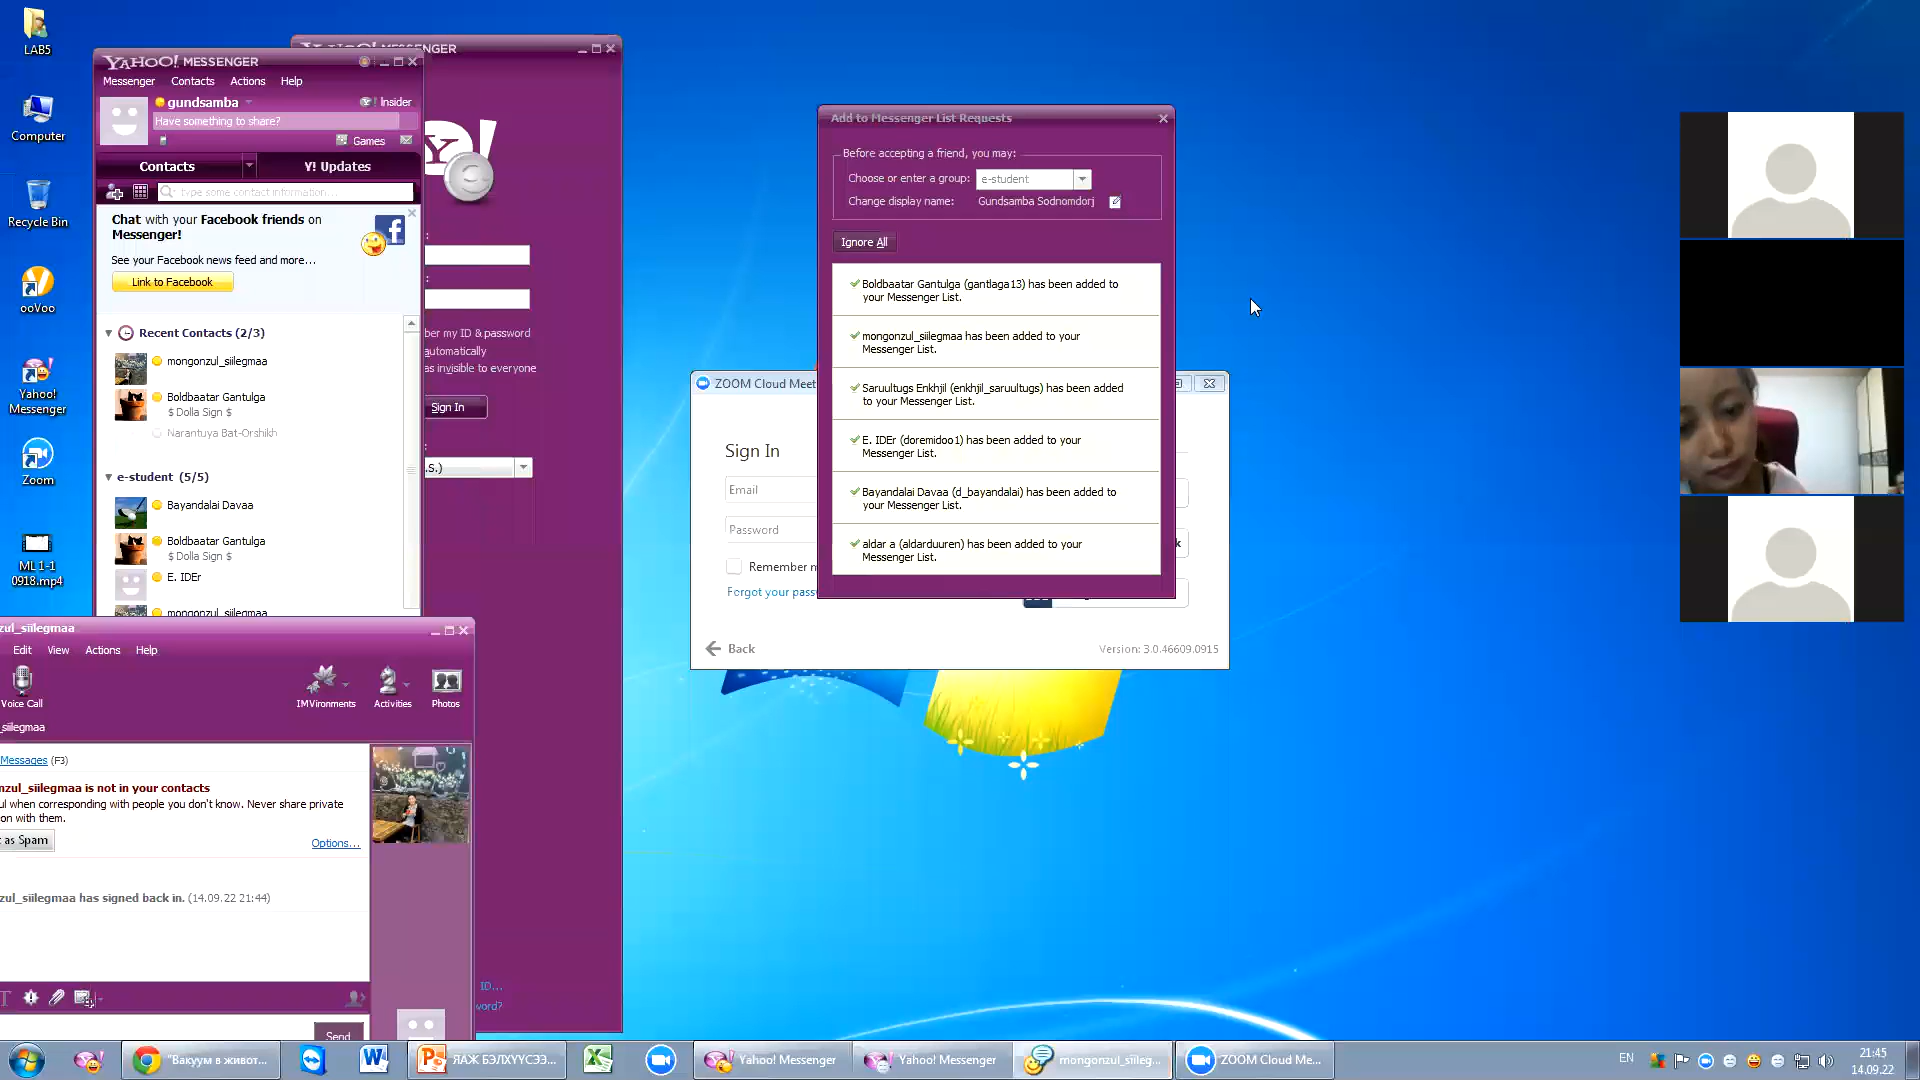 LAB5
Computer
Recycle Bin
ooVoo
Yahoo!
Messenger
Zoom
ML 1-1
0918.mp4
YAHOO! MESSENGER
Messenger Contacts Actions Help
gundsamba
Insider
Have something to share?
Games
Contacts
Y! Updates
type some contact information...
Chat with your Facebook friends on
Messenger!
See your Facebook news feed and more...
Link to Facebook
Recent Contacts (2/3)
mongonzul_siilegmaa
Boldbaatar Gantulga
$ Dolla Sign $
Narantuya Bat-Orshikh
e-student (5/5)
Bayandalai Davaa
Boldbaatar Gantulga
$ Dolla Sign $
E. IDEr
mongonzul_siilegmaa
MESSENGER
Y!
ber my ID & password
automatically
as invisible to everyone
Sign In
.S.)
ID...
word?
Add to Messenger List Requests
Before accepting a friend, you may:
Choose or enter a group: e-student
Change display name: Gundsamba Sodnomdorj
Ignore All
Boldbaatar Gantulga (gantlaga13) has been added to
your Messenger List.
mongonzul_siilegmaa has been added to your
Messenger List.
Saruultugs Enkhjil (enkhjil_saruultugs) has been added
to your Messenger List.
E. IDEr (doremidoo1) has been added to your
Messenger List.
Bayandalai Davaa (d_bayandalai) has been added to
your Messenger List.
aldar a (aldarduuren) has been added to your
Messenger List.
ZOOM Cloud Meet
Sign In
Email
Password
Remember m
Forgot your passw
k
Back
Version: 3.0.46609.0915
zul_siilegmaa
Edit View Actions Help
Voice Call
IMVironments
Activities
Photos
_siilegmaa
Messages (F3)
nzul_siilegmaa is not in your contacts
ul when corresponding with people you don't know. Never share private
on with them.
t as Spam
Options...
zul_siilegmaa has signed back in. (14.09.22 21:44)
Send
"Вакуум в живот...
ЯАЖ БЭЛХҮҮСЭЭ...
Yahoo! Messenger
Yahoo! Messenger
mongonzul_siileg...
ZOOM Cloud Me...
EN
21:45
14.09.22